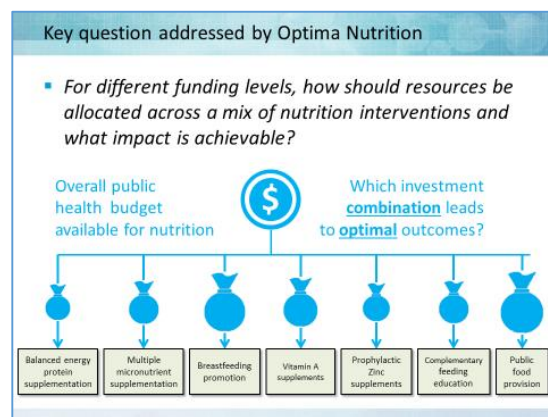 Key question addressed by Optima Nutrition
▪ For different funding levels, how should resources be
allocated across a mix of nutrition interventions and
what impact is achievable?
Overall public
health budget
available for nutrition
$
Which investment
combination leads
to optimal outcomes?
Balanced energy
protein
supplementation
Multiple
micronutrient
supplementation
Breastfeeding
promotion
Vitamin A
supplements
Prophylactic
Zinc
supplements
Complementary
feeding
education
Public
food
provision